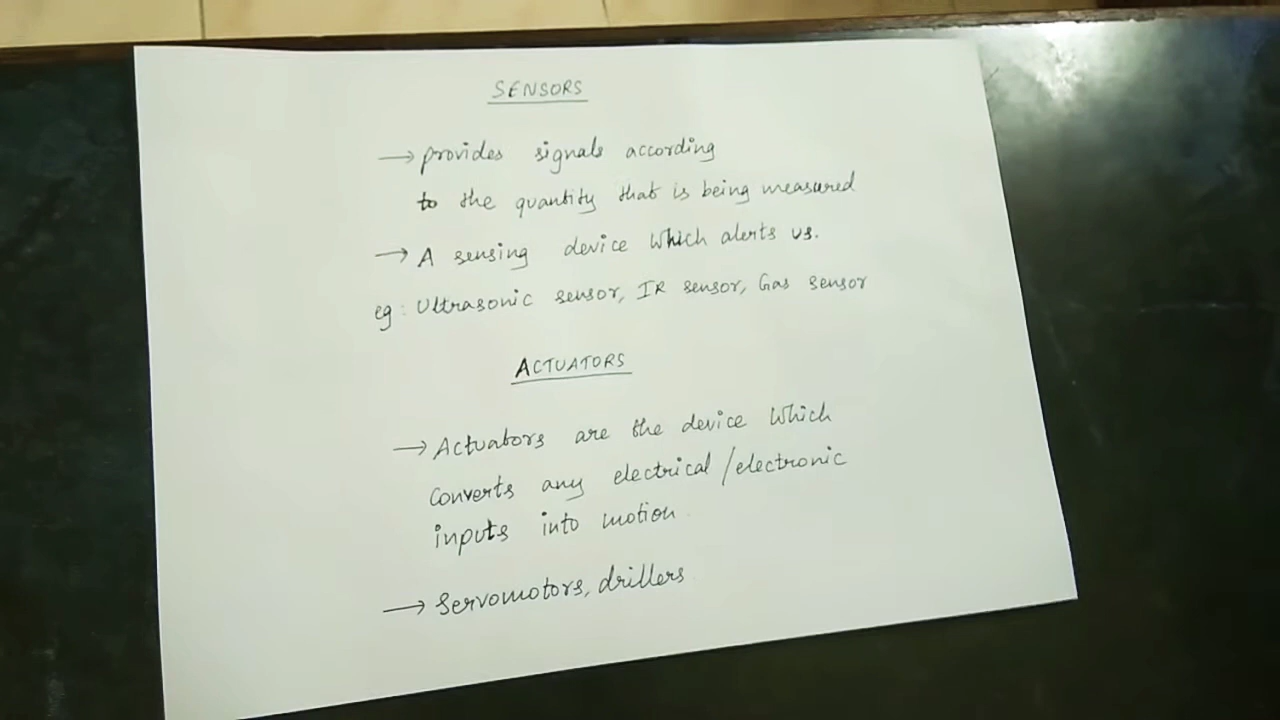 SENSORS
→ provides signals according
to the quantity that is being measured
→ A sensing device which alerts us.
eg: Ultrasonic sensor, IR sensor, Gas sensor
ACTUATORS
→ Actuators are the device which
converts any electrical/electronic
inputs into motion
→ Servomotors, drillers